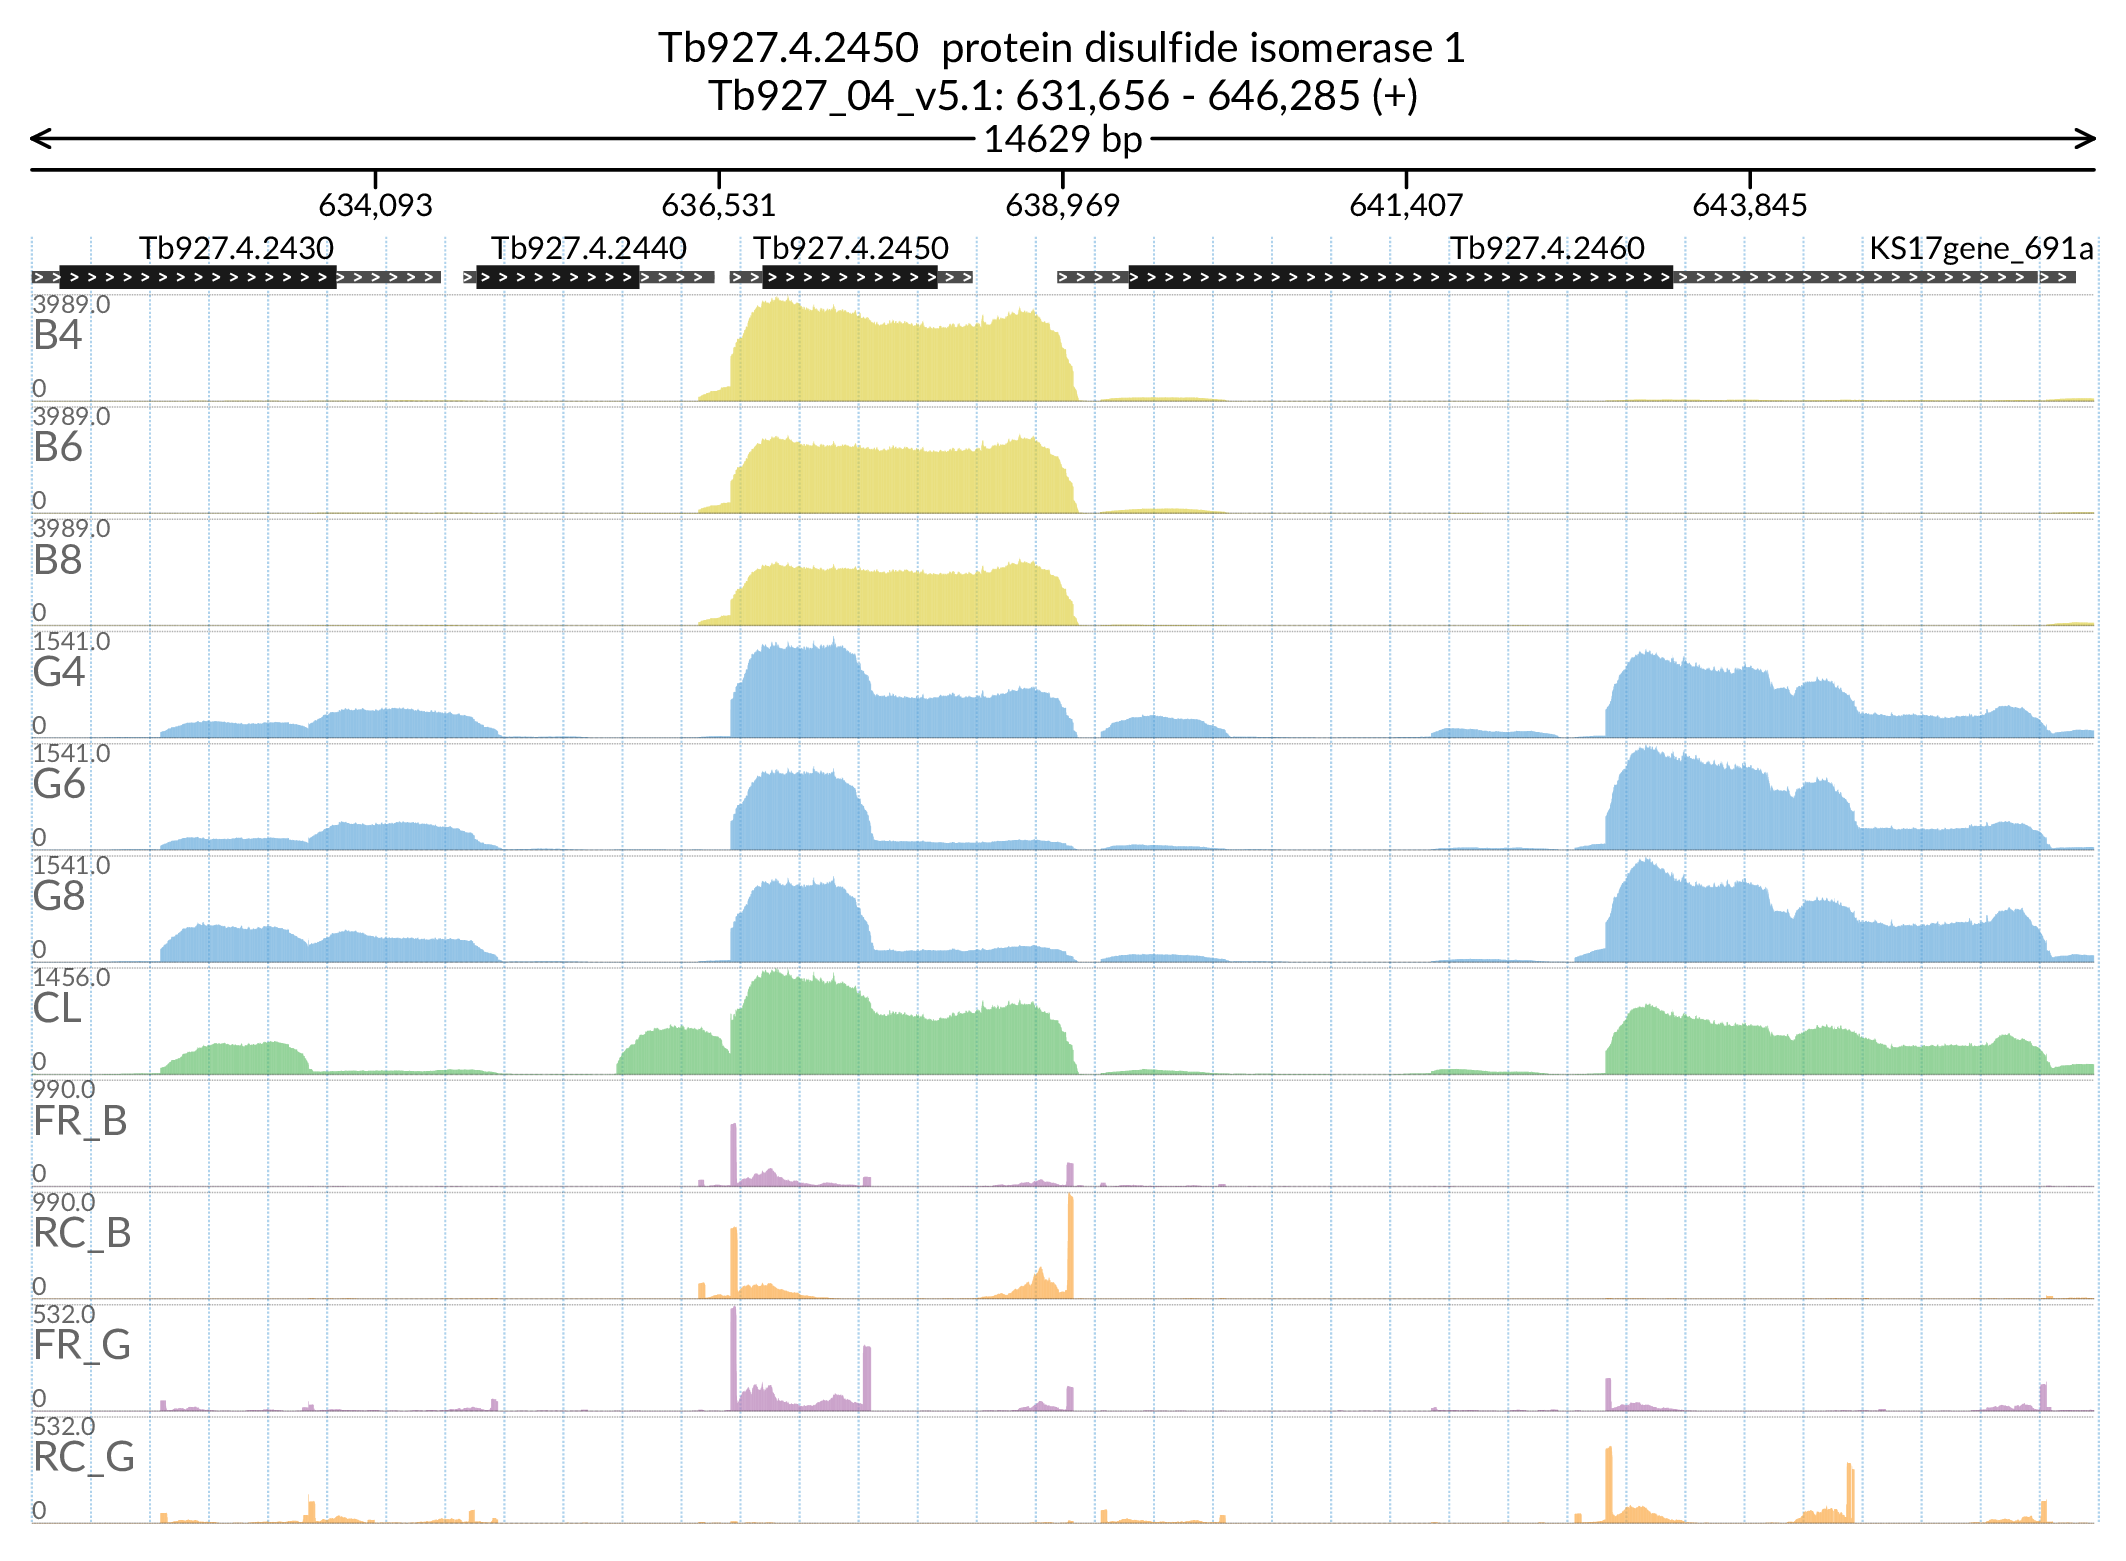 Tb927.4.2450 protein disulfide isomerase 1
Tb927_04_v5.1: 631,656 - 646,285 (+)
14629 bp
634,093 636,531 638,969 641,407 643,845
Tb927.4.2430 Tb927.4.2440 Tb927.4.2450 Tb927.4.2460 KS17gene_691a
3989.0
B4
0
3989.0
B6
0
3989.0
B8
0
1541.0
G4
0
1541.0
G6
0
1541.0
G8
0
1456.0
CL
0
990.0
FR_B
0
990.0
RC_B
0
532.0
FR_G
0
532.0
RC_G
0